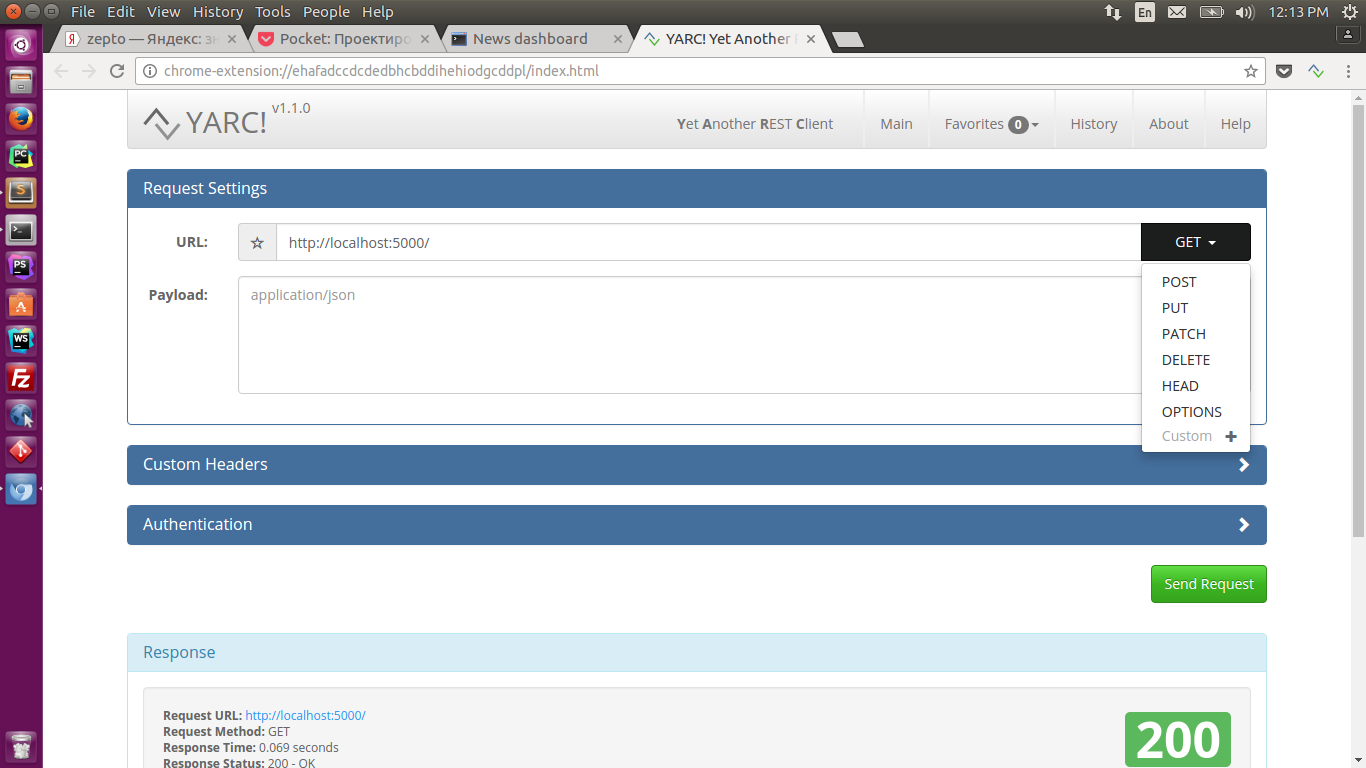 File Edit View History Tools People Help
En 12:13 PM
zepto — Яндекс: зн
Pocket: Проектиро
News dashboard
YARC! Yet Another
chrome-extension://ehafadccdcdedbhcbddihehiodgcddpl/index.html
YARC! v1.1.0
Yet Another REST Client Main Favorites 0 History About Help
Request Settings
URL: http://localhost:5000/ GET
Payload: application/json
POST
PUT
PATCH
DELETE
HEAD
OPTIONS
Custom
Custom Headers
Authentication
Send Request
Response
Request URL: http://localhost:5000/
Request Method: GET
Response Time: 0.069 seconds
Response Status: 200 - OK
200
PC
S
PS
WS
Fz